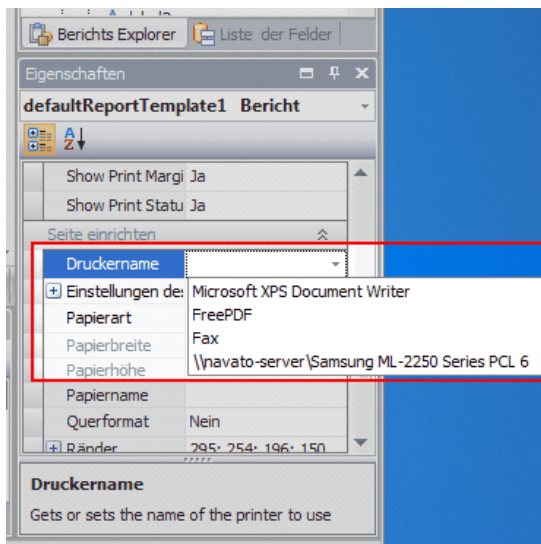 Berichts Explorer Liste der Felder
Eigenschaften
defaultReportTemplate1 Bericht
Show Print Margi Ja
Show Print Statu Ja
Seite einrichten
Druckername
Einstellungen de: Microsoft XPS Document Writer
Papierart FreePDF
Papierbreite Fax
Papierhöhe \\navato-server\Samsung ML-2250 Series PCL 6
Papiername
Querformat Nein
Ränder 295; 254; 196; 150
Druckername
Gets or sets the name of the printer to use